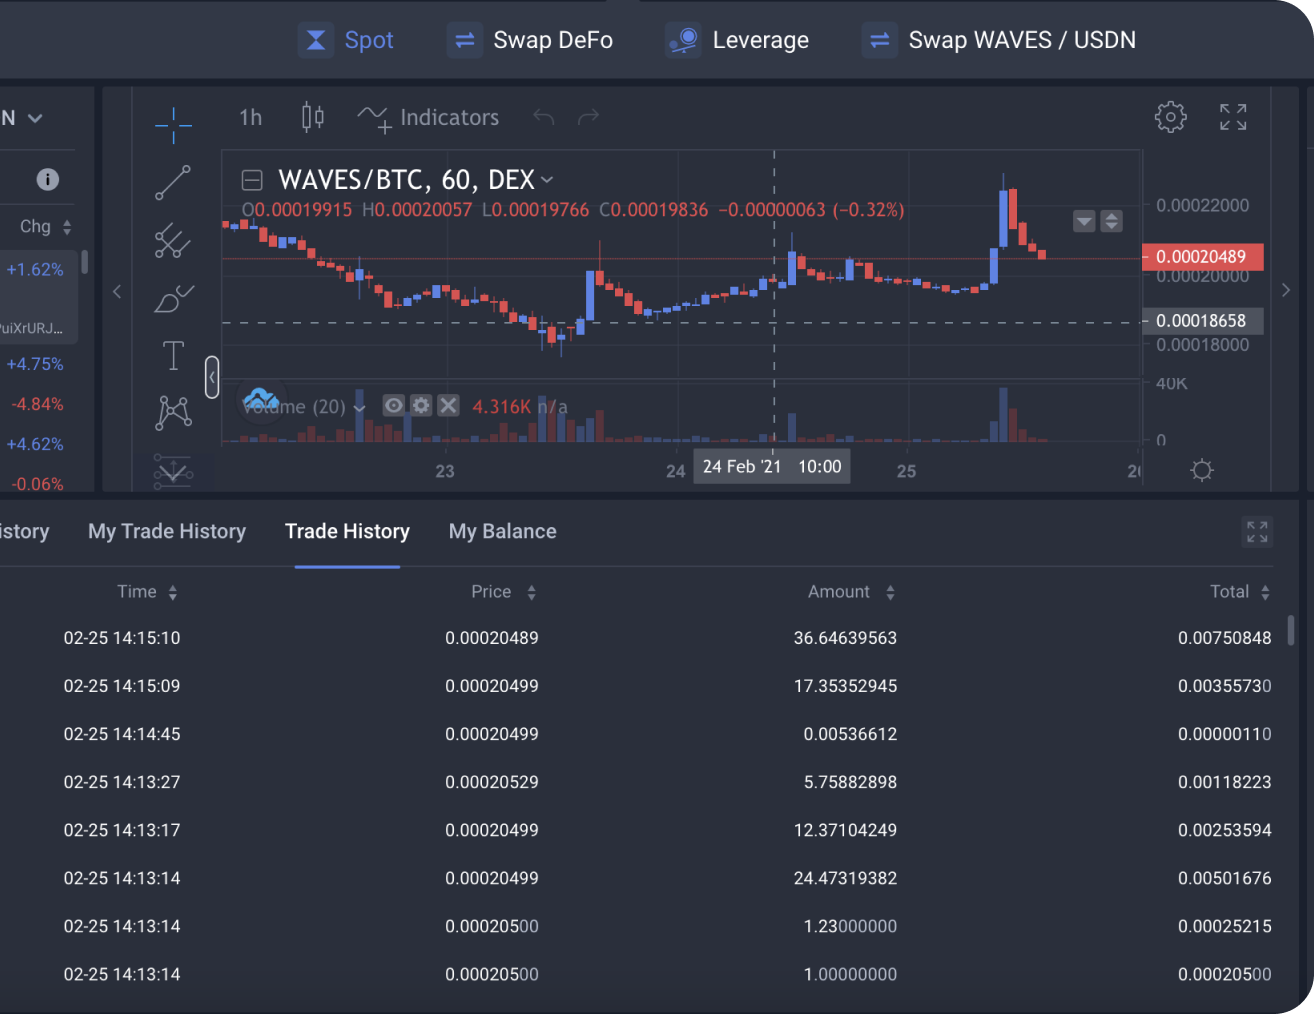 Spot Swap DeFo Leverage Swap WAVES / USDN
N 1h Indicators
WAVES/BTC, 60, DEX
O0.00019915 H0.00020057 L0.00019766 C0.00019836 −0.00000063 (−0.32%)
0.00022000
Chg
0.00020489
+1.62%
0.00020000
0.00018658
uiXrURJ...
0.00018000
+4.75%
40K
-4.84%
Volume (20) 4.316K n/a
+4.62%
0
23 24 24 Feb '21 10:00 25
-0.06%
istory My Trade History Trade History My Balance
Time Price Amount Total
02-25 14:15:10 0.00020489 36.64639563 0.00750848
02-25 14:15:09 0.00020499 17.35352945 0.00355730
02-25 14:14:45 0.00020499 0.00536612 0.00000110
02-25 14:13:27 0.00020529 5.75882898 0.00118223
02-25 14:13:17 0.00020499 12.37104249 0.00253594
02-25 14:13:14 0.00020499 24.47319382 0.00501676
02-25 14:13:14 0.00020500 1.23000000 0.00025215
02-25 14:13:14 0.00020500 1.00000000 0.00020500